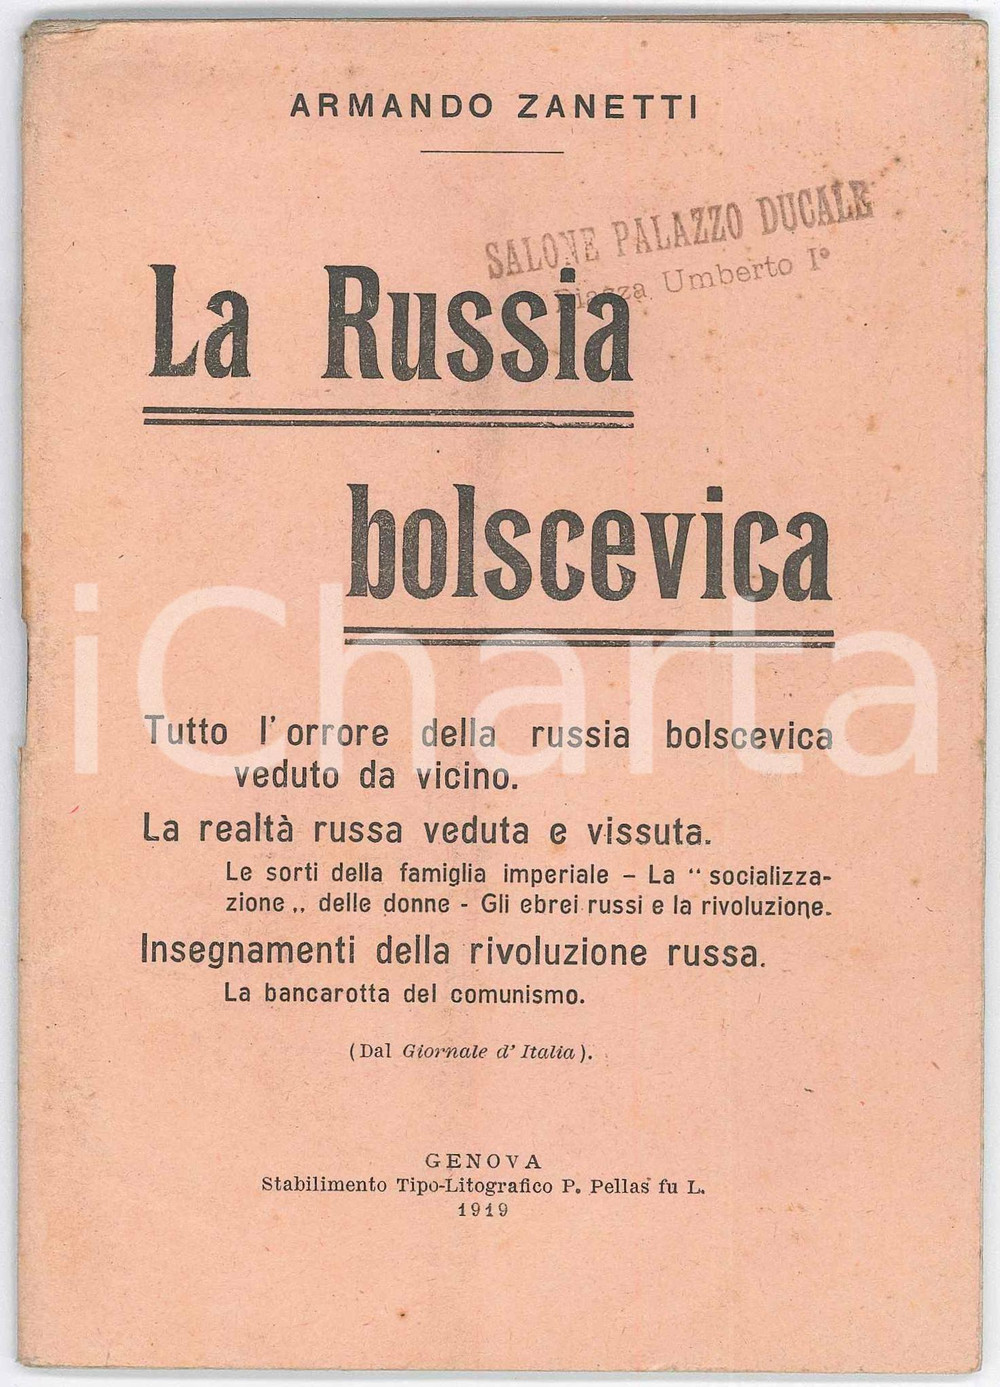 ARMANDO ZANETTI
SALONE PALAZZO DUCALE
Piazza Umberto I°
La Russia
bolscevica
iCharta
Tutto l'orrore della russia bolscevica
veduto da vicino.
La realtà russa veduta e vissuta.
Le sorti della famiglia imperiale – La “ socializza-
zione „ delle donne - Gli ebrei russi e la rivoluzione.
Insegnamenti della rivoluzione russa.
La bancarotta del comunismo.
(Dal Giornale d'Italia).
GENOVA
Stabilimento Tipo-Litografico P. Pellas fu L.
1919